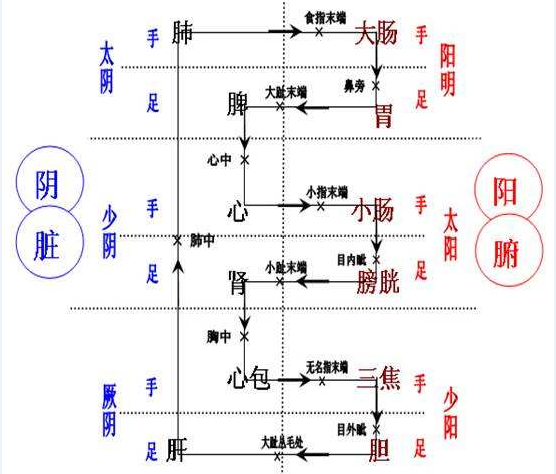 食指末端
手 肺 大肠 手
太阴
阳明
鼻旁
大趾末端
足 脾 胃 足
心中
阴
阳
小指末端
手 心 小肠 手
少阴
太阳
脏
腑
肺中
目内眦
小趾末端
足 肾 膀胱 足
胸中
无名指末端
手 心包 三焦 手
厥阴
少阳
目外眦
大趾丛毛处
足 肝 胆 足